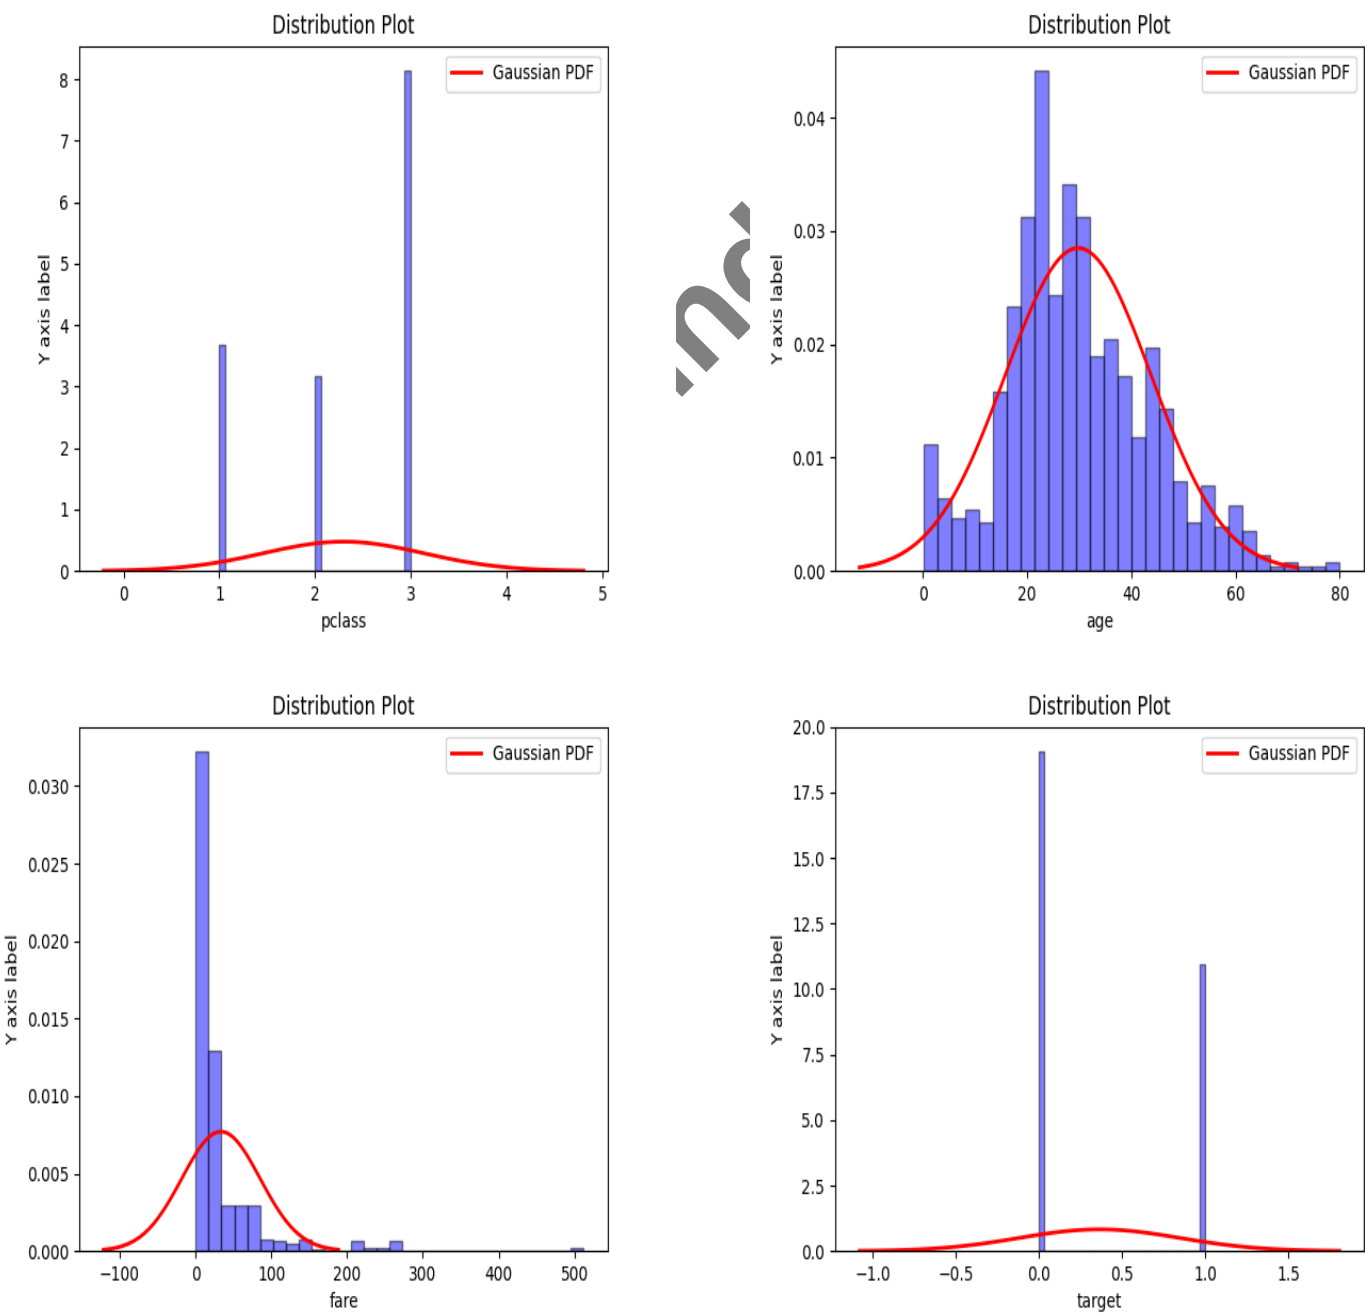 Distribution Plot
Gaussian PDF
8
7
6
5
4
3
2
1
0
Y axis label
0 1 2 3 4 5
pclass
Distribution Plot
Gaussian PDF
0.04
0.03
0.02
0.01
0.00
Y axis label
0 20 40 60 80
age
Distribution Plot
Gaussian PDF
0.030
0.025
0.020
0.015
0.010
0.005
0.000
Y axis label
−100 0 100 200 300 400 500
fare
Distribution Plot
Gaussian PDF
20.0
17.5
15.0
12.5
10.0
7.5
5.0
2.5
0.0
Y axis label
−1.0 −0.5 0.0 0.5 1.0 1.5
target